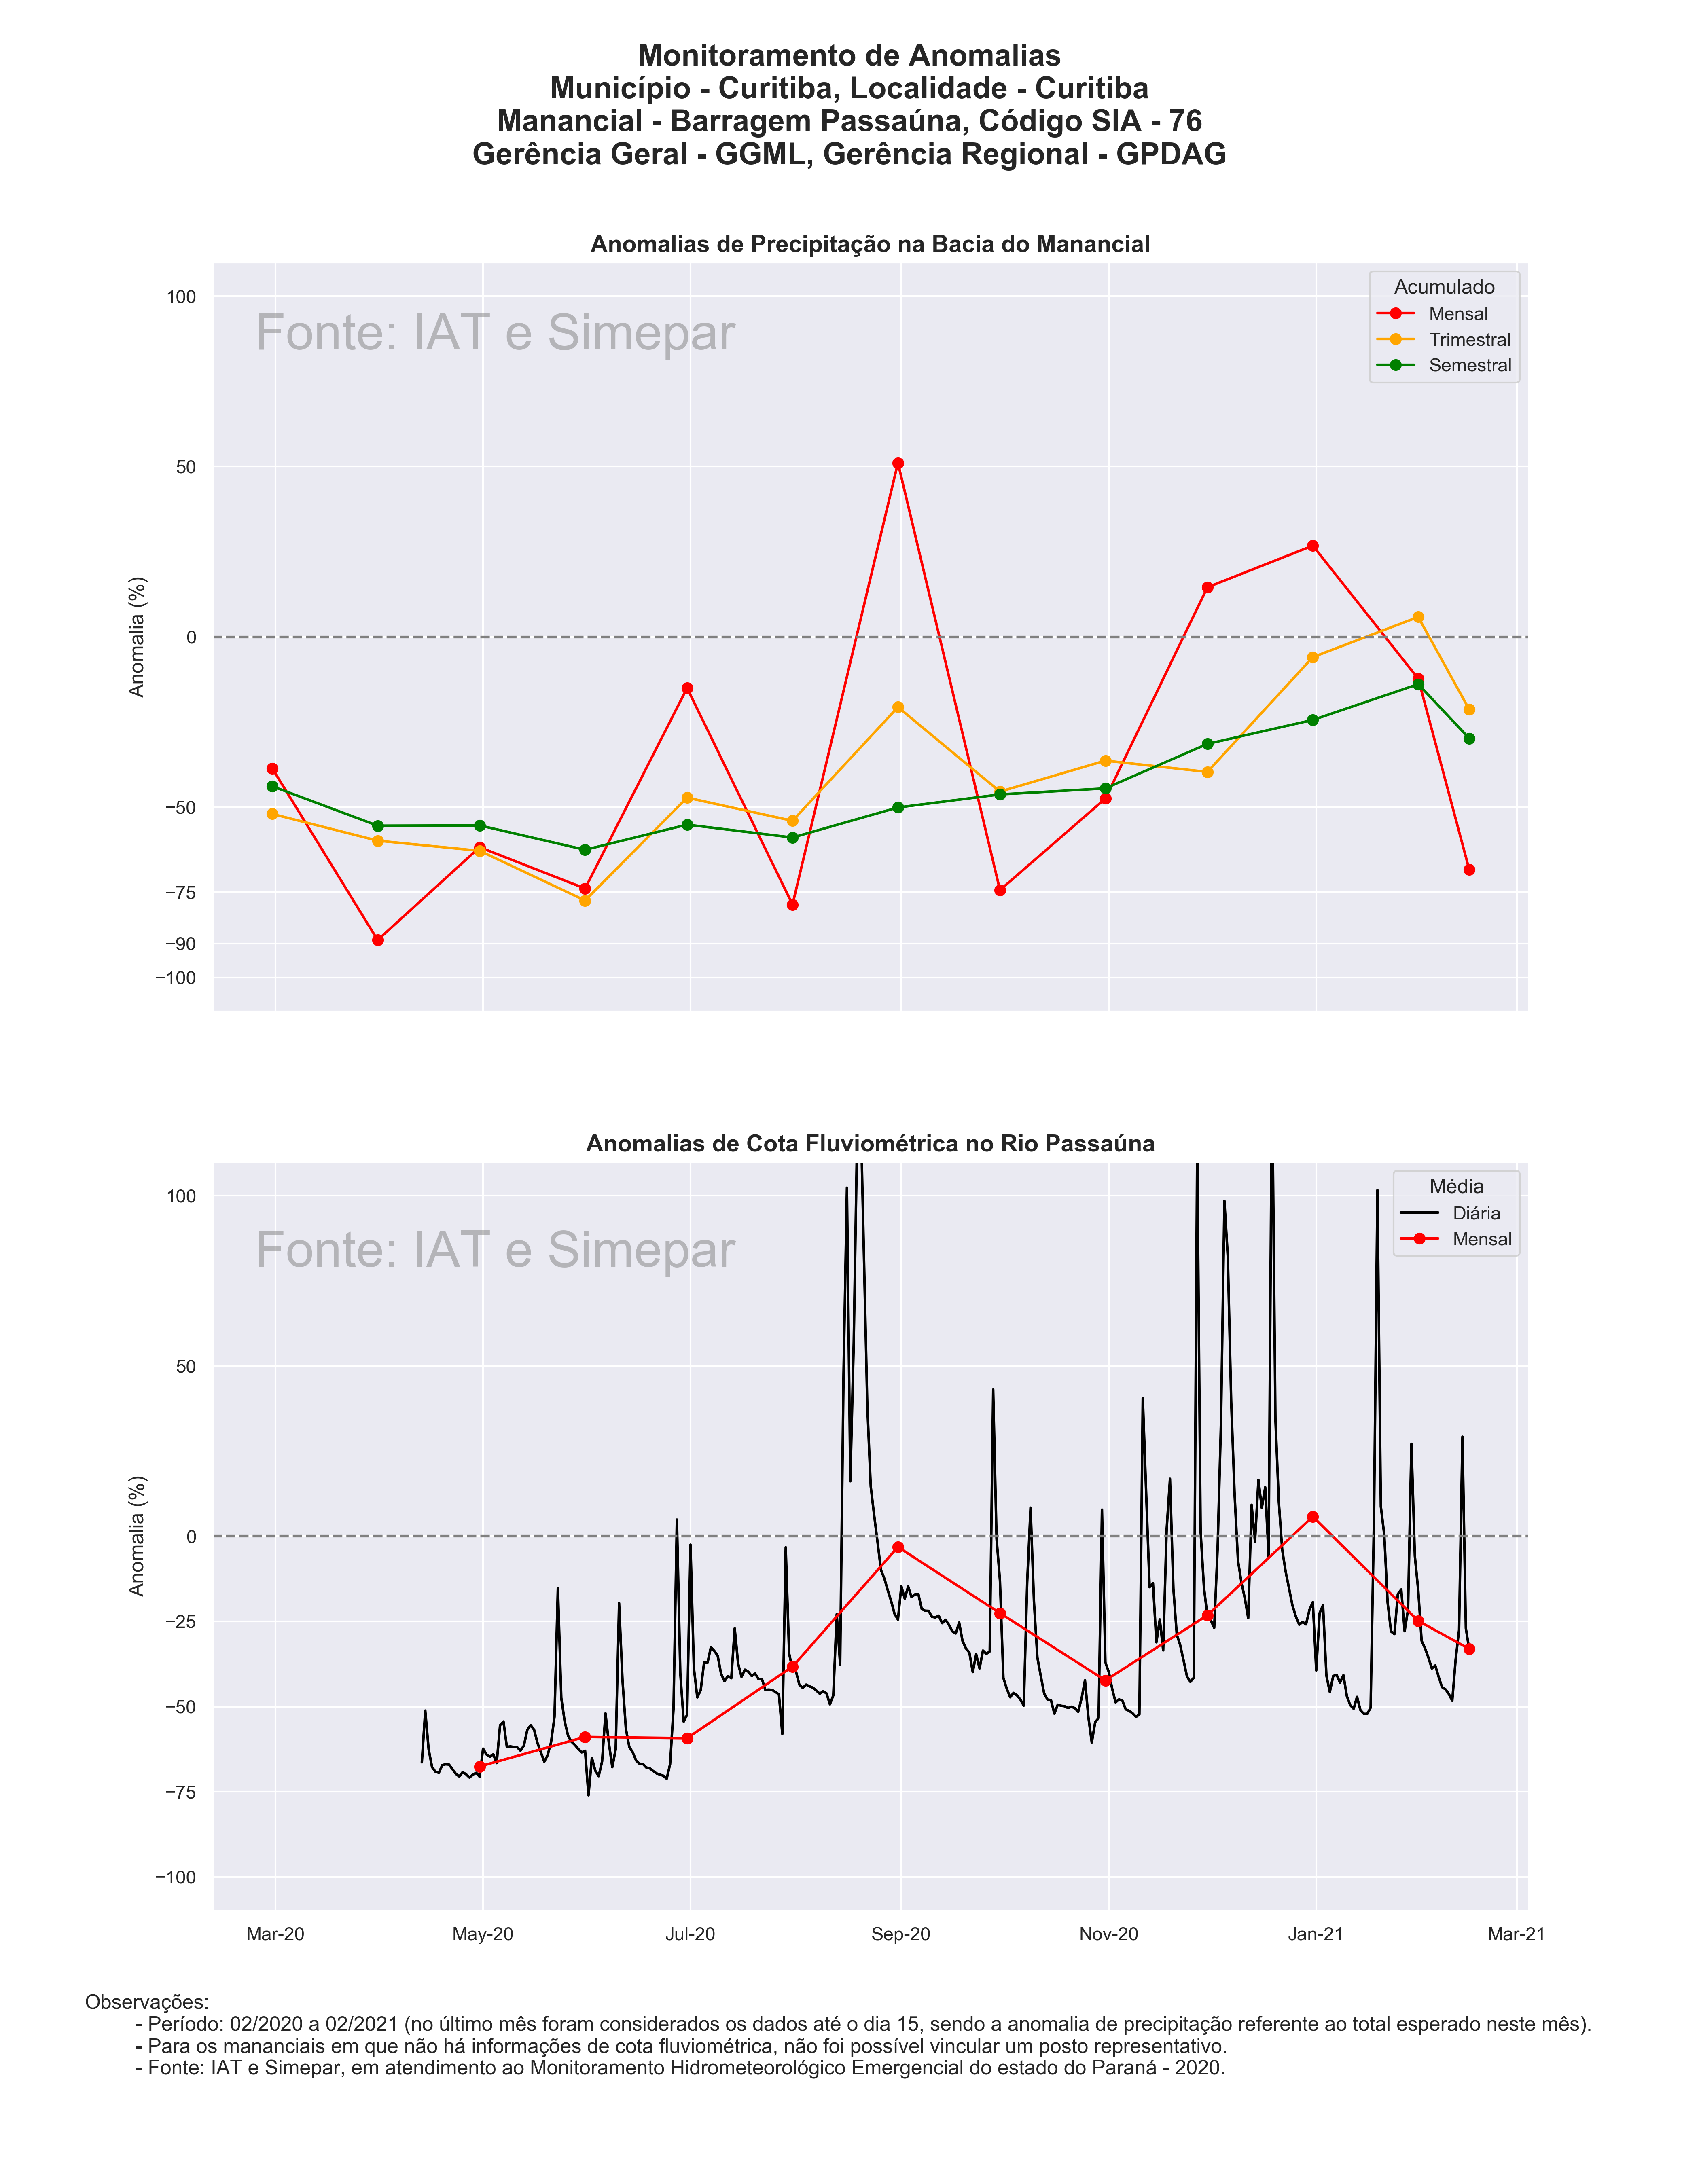 Monitoramento de Anomalias
Município - Curitiba, Localidade - Curitiba
Manancial - Barragem Passaúna, Código SIA - 76
Gerência Geral - GGML, Gerência Regional - GPDAG
Anomalias de Precipitação na Bacia do Manancial
Fonte: IAT e Simepar
Acumulado
Mensal
Trimestral
Semestral
Anomalia (%)
100
50
0
−50
−75
−90
−100
Anomalias de Cota Fluviométrica no Rio Passaúna
Fonte: IAT e Simepar
Média
Diária
Mensal
Anomalia (%)
100
50
0
−25
−50
−75
−100
Mar-20 May-20 Jul-20 Sep-20 Nov-20 Jan-21 Mar-21
Observações:
- Período: 02/2020 a 02/2021 (no último mês foram considerados os dados até o dia 15, sendo a anomalia de precipitação referente ao total esperado neste mês).
- Para os mananciais em que não há informações de cota fluviométrica, não foi possível vincular um posto representativo.
- Fonte: IAT e Simepar, em atendimento ao Monitoramento Hidrometeorológico Emergencial do estado do Paraná - 2020.